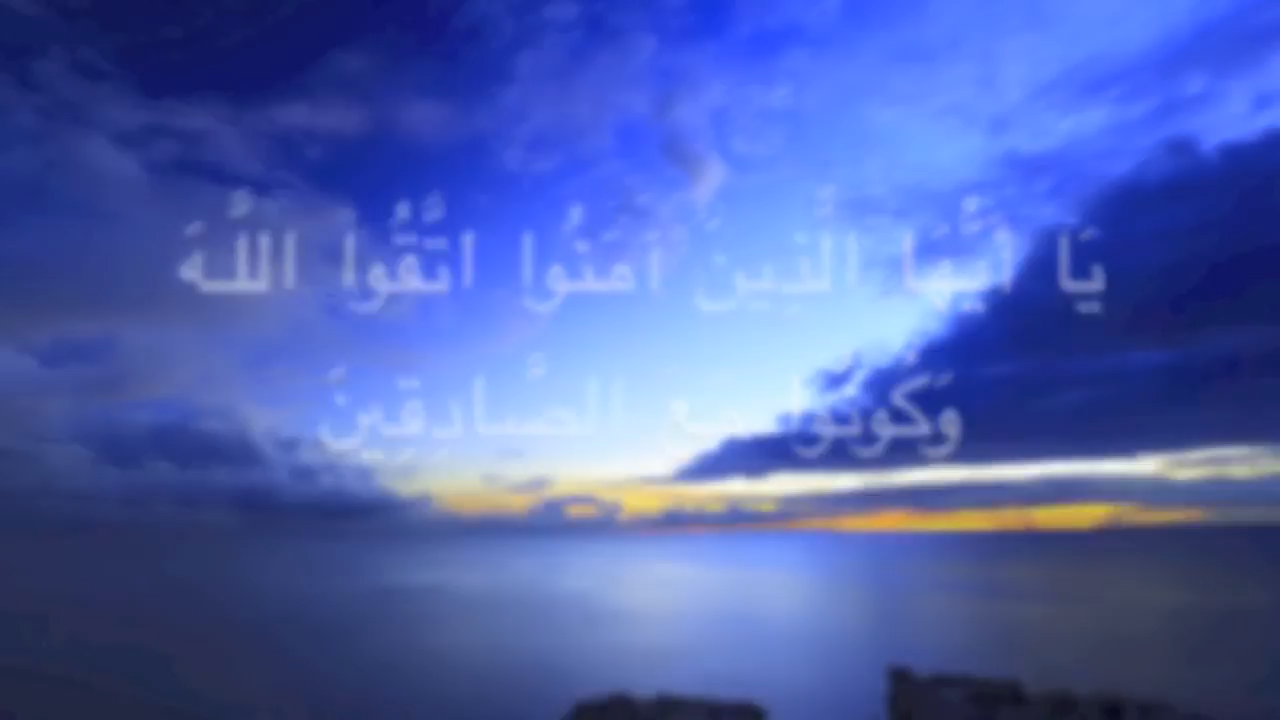 يَا أَيُّهَا الَّذِينَ آمَنُوا اتَّقُوا اللَّهَ
وَكُونُوا مَعَ الصَّادِقِينَ